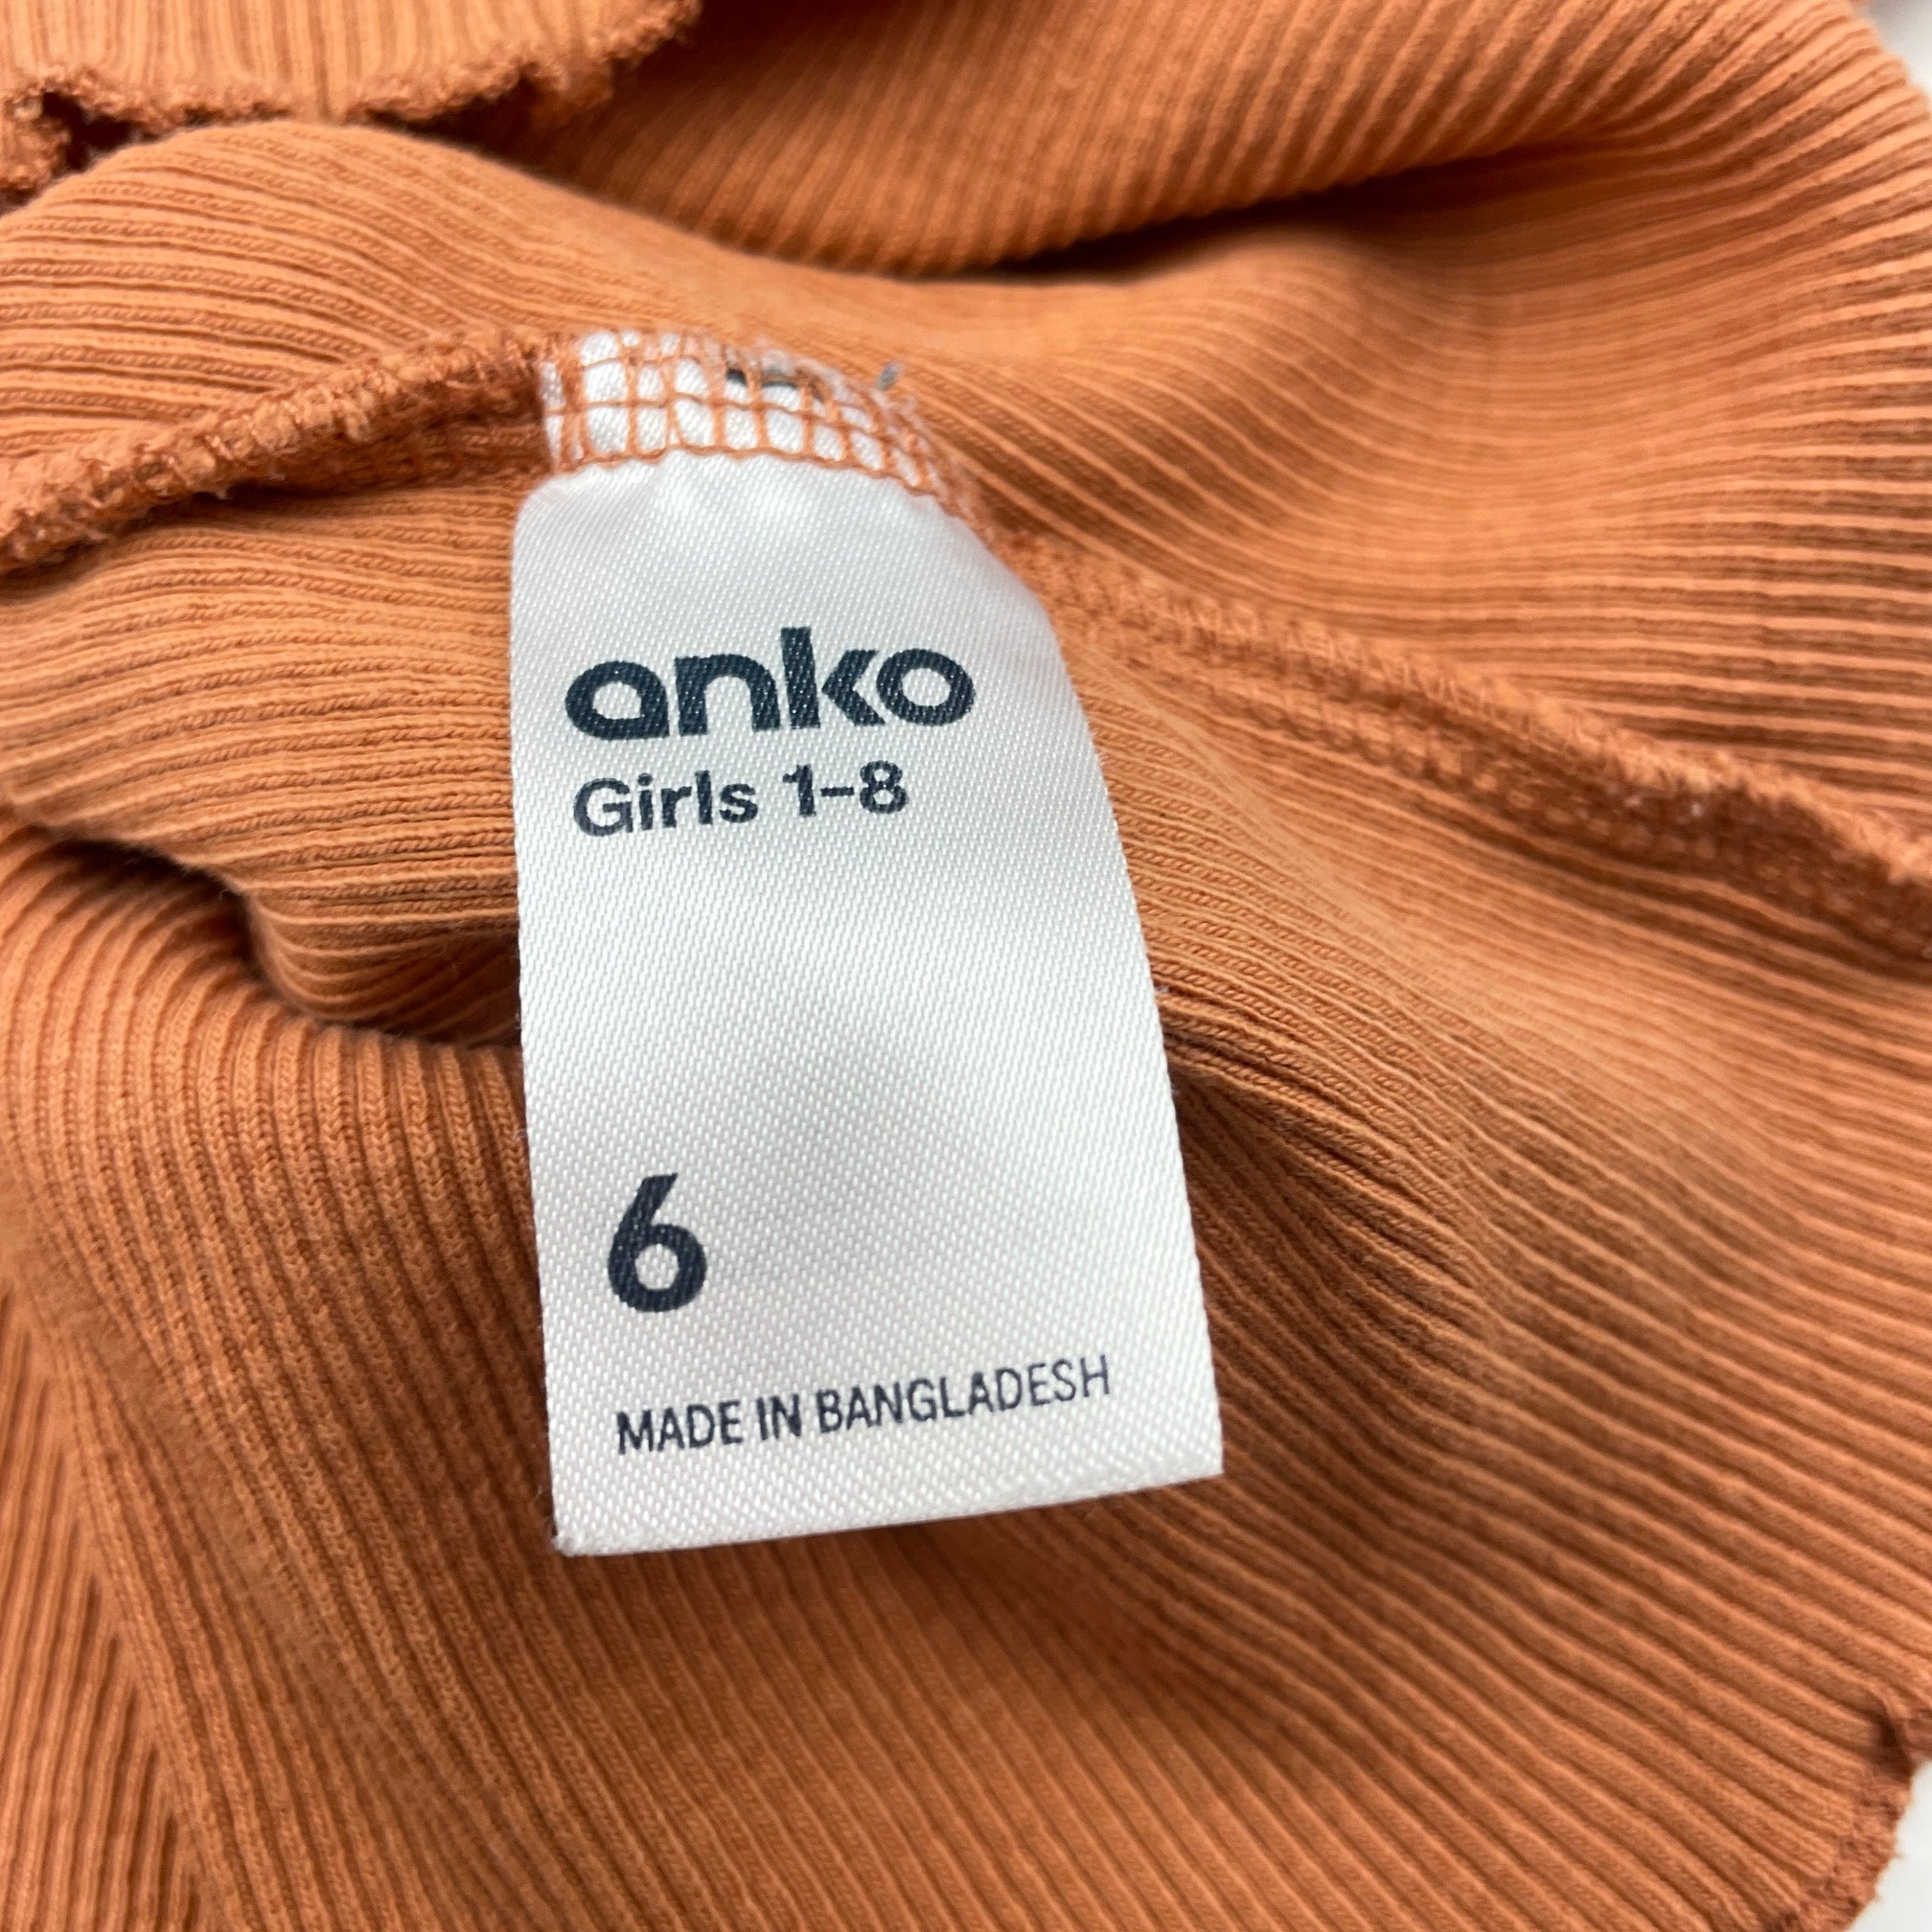 anko
Girls 1-8
6
MADE IN BANGLADESH